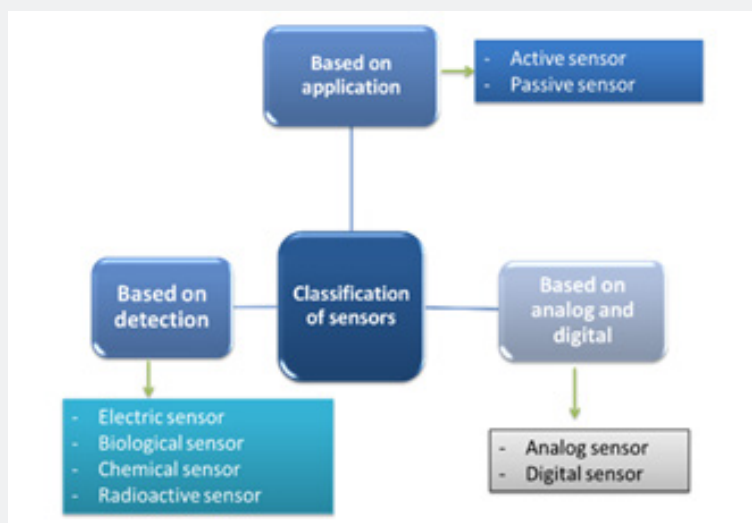 Based on
application
- Active sensor
- Passive sensor
Based on
detection
Classification
of sensors
Based on
analog and
digital
- Electric sensor
- Biological sensor
- Chemical sensor
- Radioactive sensor
- Analog sensor
- Digital sensor